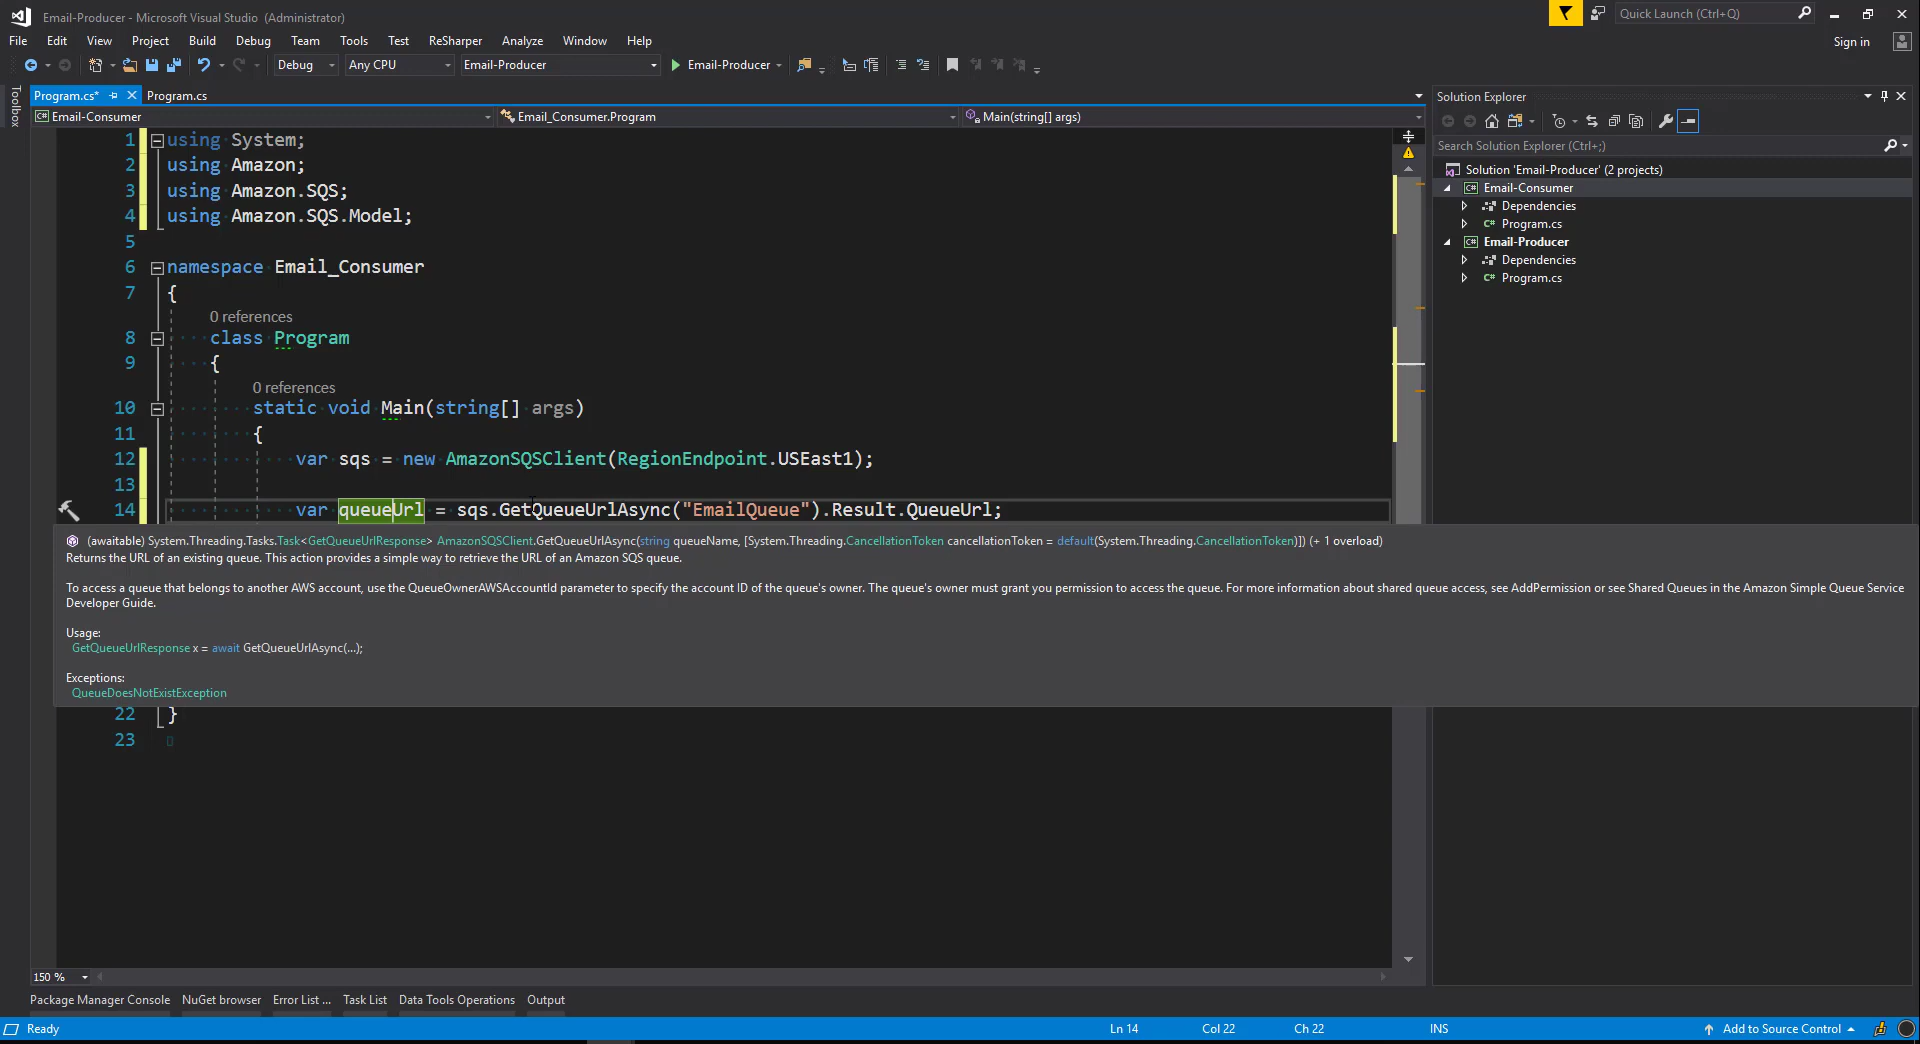 Email-Producer - Microsoft Visual Studio (Administrator)
Quick Launch (Ctrl+Q)
File Edit View Project Build Debug Team Tools Test ReSharper Analyze Window Help
Sign in
Debug Any CPU Email-Producer Email-Producer
Toolbox
Program.cs* Program.cs
Email-Consumer Email_Consumer.Program Main(string[] args)
1 using System;
2 using Amazon;
3 using Amazon.SQS;
4 using Amazon.SQS.Model;
5
6 namespace Email_Consumer
7 {
0 references
8 class Program
9 {
0 references
10 static void Main(string[] args)
11 {
12 var sqs = new AmazonSQSClient(RegionEndpoint.USEast1);
13
14 var queueUrl = sqs.GetQueueUrlAsync("EmailQueue").Result.QueueUrl;
(awaitable) System.Threading.Tasks.Task<GetQueueUrlResponse> AmazonSQSClient.GetQueueUrlAsync(string queueName, [System.Threading.CancellationToken cancellationToken = default(System.Threading.CancellationToken)]) (+ 1 overload)
Returns the URL of an existing queue. This action provides a simple way to retrieve the URL of an Amazon SQS queue.
To access a queue that belongs to another AWS account, use the QueueOwnerAWSAccountId parameter to specify the account ID of the queue's owner. The queue's owner must grant you permission to access the queue. For more information about shared queue access, see AddPermission or see Shared Queues in the Amazon Simple Queue Service
Developer Guide.
Usage:
GetQueueUrlResponse x = await GetQueueUrlAsync(...);
Exceptions:
QueueDoesNotExistException
22 }
23
150 %
Solution Explorer
Search Solution Explorer (Ctrl+;)
Solution 'Email-Producer' (2 projects)
Email-Consumer
Dependencies
C# Program.cs
Email-Producer
Dependencies
C# Program.cs
Package Manager Console NuGet browser Error List ... Task List Data Tools Operations Output
Ready Ln 14 Col 22 Ch 22 INS Add to Source Control